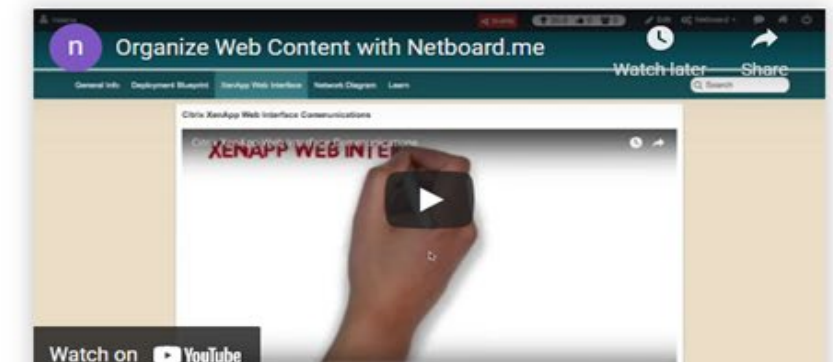 n Organize Web Content with Netboard.me
Watch later Share
General Info Deployment Blueprint XenApp Web Interface Network Diagram Learn
Search
Citrix XenApp Web Interface Communications
XENAPP WEB INTE
Watch on YouTube